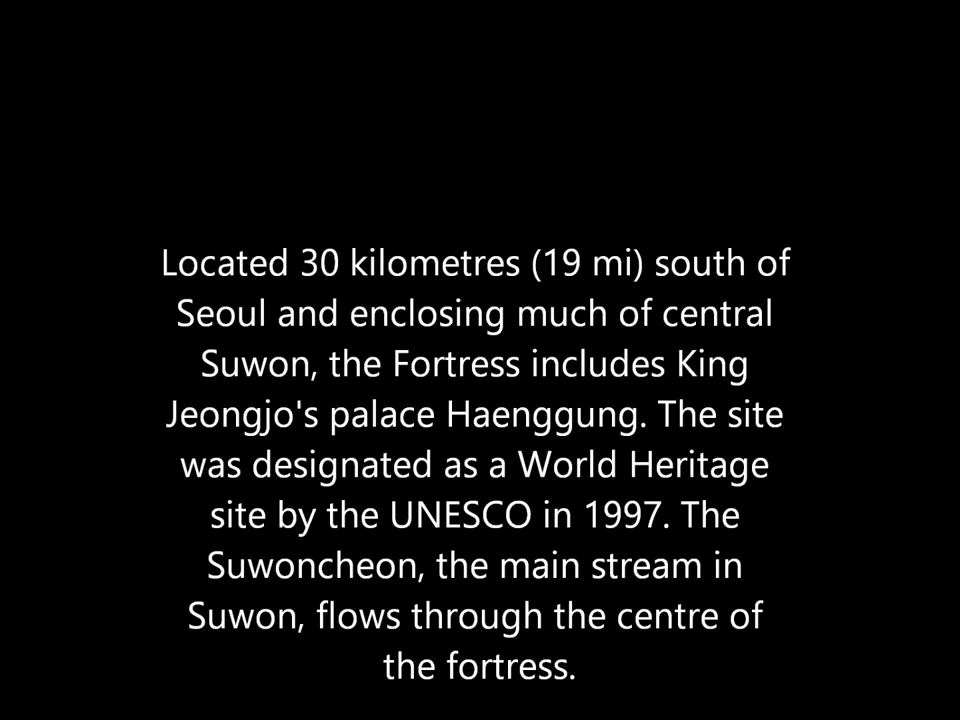 Located 30 kilometres (19 mi) south of
Seoul and enclosing much of central
Suwon, the Fortress includes King
Jeongjo's palace Haenggung. The site
was designated as a World Heritage
site by the UNESCO in 1997. The
Suwoncheon, the main stream in
Suwon, flows through the centre of
the fortress.